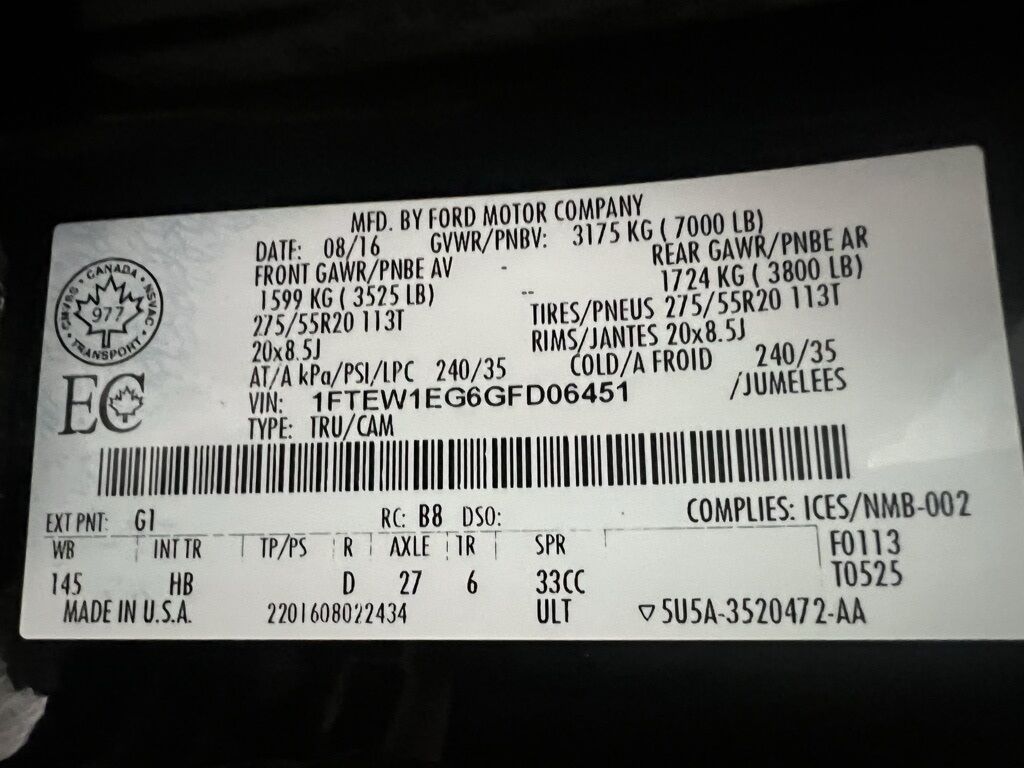 MFD. BY FORD MOTOR COMPANY
DATE: 08/16 GVWR/PNBV: 3175 KG ( 7000 LB)
FRONT GAWR/PNBE AV REAR GAWR/PNBE AR
1599 KG ( 3525 LB) 1724 KG ( 3800 LB)
275/55R20 113T TIRES/PNEUS 275/55R20 113T
20x8.5J RIMS/JANTES 20x8.5J
AT/A kPa/PSI/LPC 240/35 COLD/A FROID 240/35
VIN: 1FTEW1EG6GFD06451 /JUMELEES
TYPE: TRU/CAM
CANADA
CMVSS NSVAC
977
TRANSPORT
EC
EXT PNT: G1 RC: B8 DSO: COMPLIES: ICES/NMB-002
WB INT TR TP/PS R AXLE TR SPR F0113
145 HB D 27 6 33CC T0525
MADE IN U.S.A. 2201608022434 ULT ▽5U5A-3520472-AA